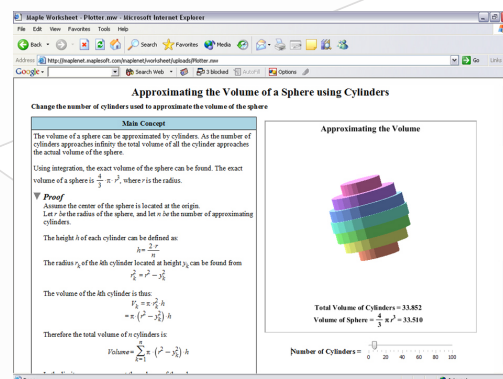 Maple Worksheet - Plotter.mw - Microsoft Internet Explorer
File Edit View Favorites Tools Help
Back Search Favorites Media
Address http://maplenet.maplesoft.com/maplenet/worksheet/uploads/Plotter.mw Go Links
Google Search Web 3 blocked AutoFill Options
Approximating the Volume of a Sphere using Cylinders
Change the number of cylinders used to approximate the volume of the sphere
Main Concept
The volume of a sphere can be approximated by cylinders. As the number of
cylinders approaches infinity the total volume of all the cylinder approaches
the actual volume of the sphere.
Using integration, the exact volume of the sphere can be found. The exact
volume of a sphere is 4/3 · π · r³, where r is the radius.
Proof
Assume the center of the sphere is located at the origin.
Let r be the radius of the sphere, and let n be the number of approximating
cylinders.
The height h of each cylinder can be defined as:
h = 2 r / n
The radius r_k of the kth cylinder located at height y_k can be found from
r_k² = r² − y_k²
The volume of the kth cylinder is thus:
V_k = π · r_k² · h
= π · (r² − y_k²) · h
Therefore the total volume of n cylinders is:
Volume = ∑_{k=1}^{n} π · (r² − y_k²) · h
Approximating the Volume
Total Volume of Cylinders = 33.852
Volume of Sphere = 4/3 π r³ = 33.510
Number of Cylinders =
0 20 40 60 80 100